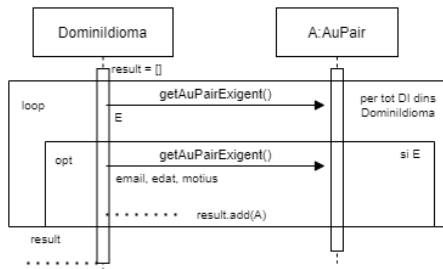 DominiIdioma
A:AuPair
result = []
loop
getAuPairExigent()
per tot DI dins
DominiIdioma
E
opt
getAuPairExigent()
si E
email, edat, motius
result.add(A)
result